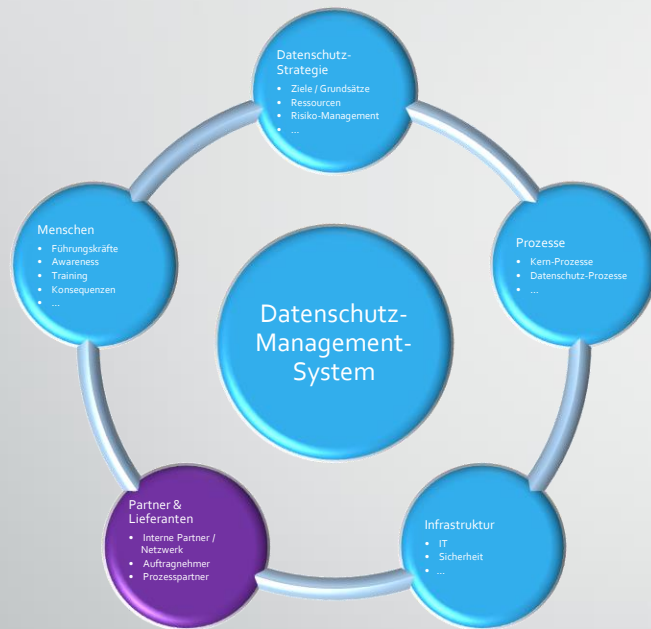 Datenschutz-
Strategie
• Ziele / Grundsätze
• Ressourcen
• Risiko-Management
• ...
Menschen
• Führungskräfte
• Awareness
• Training
• Konsequenzen
• ...
Prozesse
• Kern-Prozesse
• Datenschutz-Prozesse
• ...
Datenschutz-
Management-
System
Partner &
Lieferanten
• Interne Partner /
Netzwerk
• Auftragnehmer
• Prozesspartner
Infrastruktur
• IT
• Sicherheit
• ...